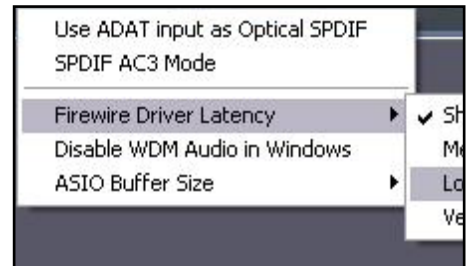 Use ADAT input as Optical SPDIF
SPDIF AC3 Mode
Firewire Driver Latency
Disable WDM Audio in Windows
ASIO Buffer Size